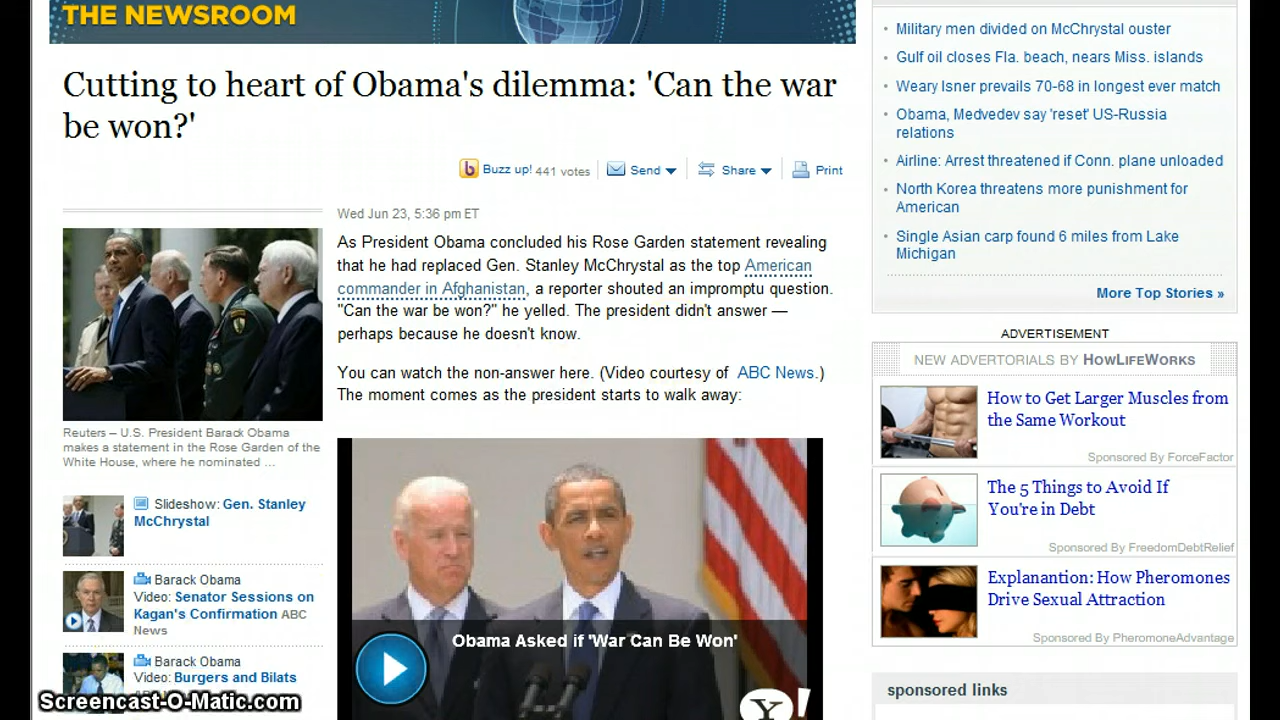 THE NEWSROOM
Cutting to heart of Obama's dilemma: 'Can the war
be won?'
Buzz up! 441 votes
Send
Share
Print
Wed Jun 23, 5:36 pm ET
As President Obama concluded his Rose Garden statement revealing
that he had replaced Gen. Stanley McChrystal as the top American
commander in Afghanistan, a reporter shouted an impromptu question.
"Can the war be won?" he yelled. The president didn't answer —
perhaps because he doesn't know.
You can watch the non-answer here. (Video courtesy of ABC News.)
The moment comes as the president starts to walk away:
Obama Asked if 'War Can Be Won'
Y!
Reuters – U.S. President Barack Obama
makes a statement in the Rose Garden of the
White House, where he nominated ...
Slideshow: Gen. Stanley
McChrystal
Barack Obama
Video: Senator Sessions on
Kagan's Confirmation ABC
News
Barack Obama
Video: Burgers and Bilats
Screencast-O-Matic.com
Military men divided on McChrystal ouster
Gulf oil closes Fla. beach, nears Miss. islands
Weary Isner prevails 70-68 in longest ever match
Obama, Medvedev say 'reset' US-Russia
relations
Airline: Arrest threatened if Conn. plane unloaded
North Korea threatens more punishment for
American
Single Asian carp found 6 miles from Lake
Michigan
More Top Stories »
ADVERTISEMENT
NEW ADVERTORIALS BY HOWLIFEWORKS
How to Get Larger Muscles from
the Same Workout
Sponsored By ForceFactor
The 5 Things to Avoid If
You're in Debt
Sponsored By FreedomDebtRelief
Explanantion: How Pheromones
Drive Sexual Attraction
Sponsored By PheromoneAdvantage
sponsored links